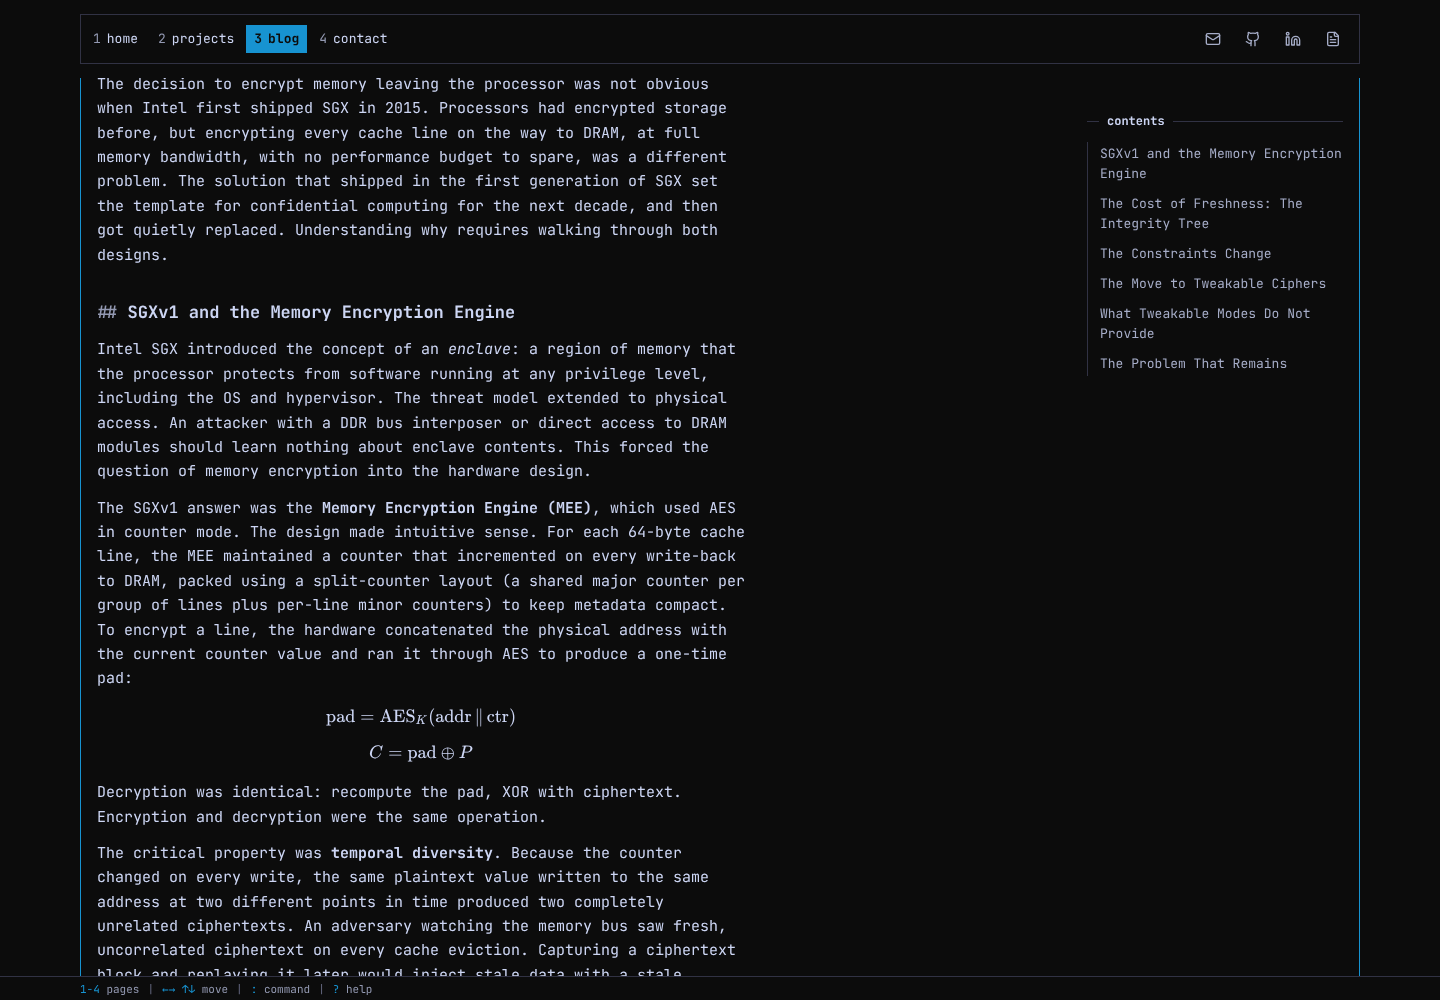 1 home 2 projects 3 blog 4 contact
The decision to encrypt memory leaving the processor was not obvious
when Intel first shipped SGX in 2015. Processors had encrypted storage
before, but encrypting every cache line on the way to DRAM, at full
memory bandwidth, with no performance budget to spare, was a different
problem. The solution that shipped in the first generation of SGX set
the template for confidential computing for the next decade, and then
got quietly replaced. Understanding why requires walking through both
designs.
## SGXv1 and the Memory Encryption Engine
Intel SGX introduced the concept of an enclave: a region of memory that
the processor protects from software running at any privilege level,
including the OS and hypervisor. The threat model extended to physical
access. An attacker with a DDR bus interposer or direct access to DRAM
modules should learn nothing about enclave contents. This forced the
question of memory encryption into the hardware design.
The SGXv1 answer was the Memory Encryption Engine (MEE), which used AES
in counter mode. The design made intuitive sense. For each 64-byte cache
line, the MEE maintained a counter that incremented on every write-back
to DRAM, packed using a split-counter layout (a shared major counter per
group of lines plus per-line minor counters) to keep metadata compact.
To encrypt a line, the hardware concatenated the physical address with
the current counter value and ran it through AES to produce a one-time
pad:
pad = AES_K(addr ∥ ctr)
C = pad ⊕ P
Decryption was identical: recompute the pad, XOR with ciphertext.
Encryption and decryption were the same operation.
The critical property was temporal diversity. Because the counter
changed on every write, the same plaintext value written to the same
address at two different points in time produced two completely
unrelated ciphertexts. An adversary watching the memory bus saw fresh,
uncorrelated ciphertext on every cache eviction. Capturing a ciphertext
block and replaying it later would inject stale data with a stale
contents
SGXv1 and the Memory Encryption
Engine
The Cost of Freshness: The
Integrity Tree
The Constraints Change
The Move to Tweakable Ciphers
What Tweakable Modes Do Not
Provide
The Problem That Remains
1-4 pages | ←→ ↑↓ move | : command | ? help